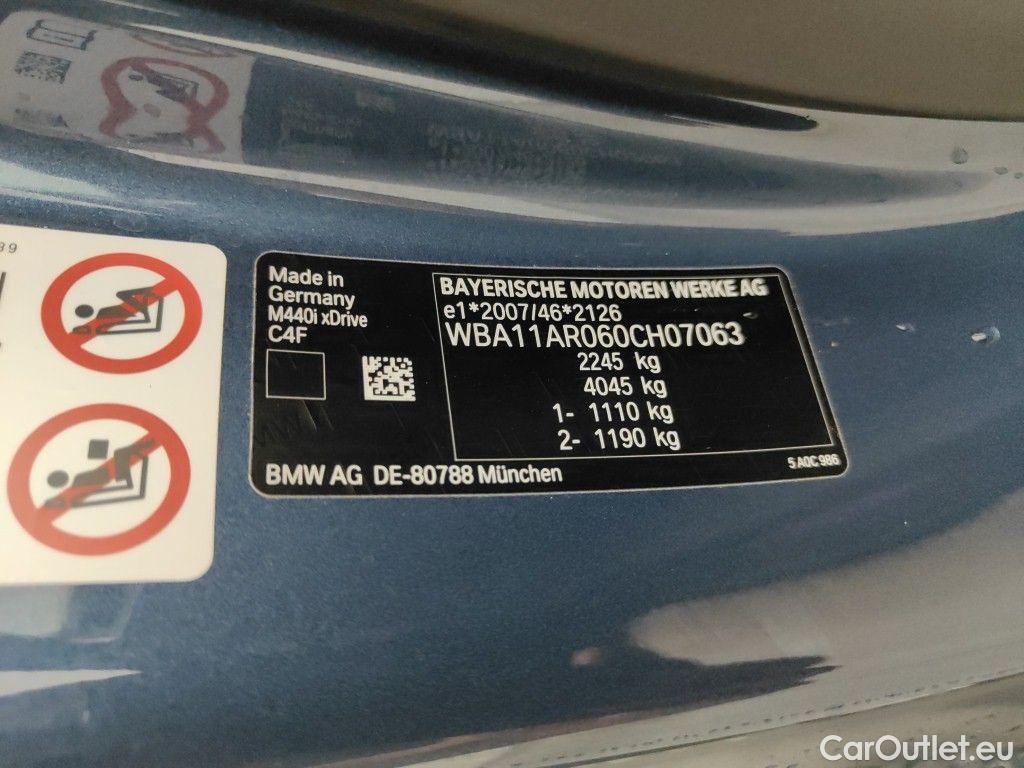 Made in
Germany
M440i xDrive
C4F
BAYERISCHE MOTOREN WERKE AG
e1*2007/46*2126
WBA11AR060CH07063
2245 kg
4045 kg
1- 1110 kg
2- 1190 kg
BMW AG DE-80788 München
5 A0C 986
CarOutlet.eu